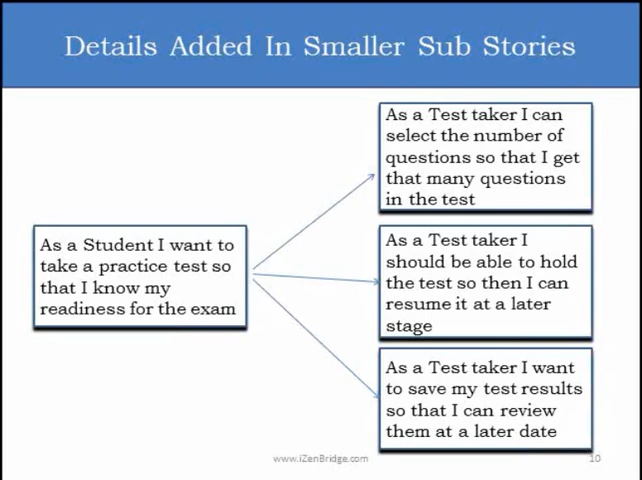 Details Added In Smaller Sub Stories
As a Student I want to
take a practice test so
that I know my
readiness for the exam
As a Test taker I can
select the number of
questions so that I get
that many questions
in the test
As a Test taker I
should be able to hold
the test so then I can
resume it at a later
stage
As a Test taker I want
to save my test results
so that I can review
them at a later date
www.iZenBridge.com
10